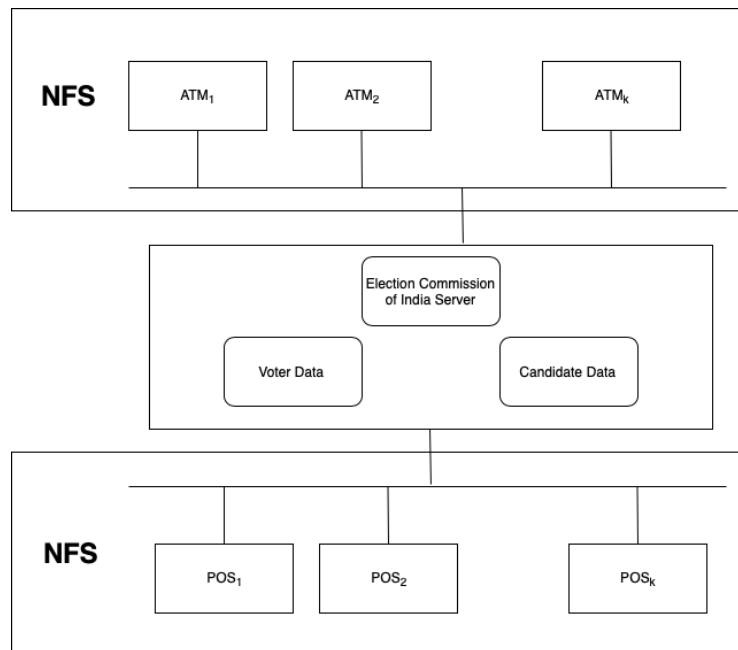 NFS
ATM1
ATM2
ATMk
Election Commission
of India Server
Voter Data
Candidate Data
NFS
POS1
POS2
POSk